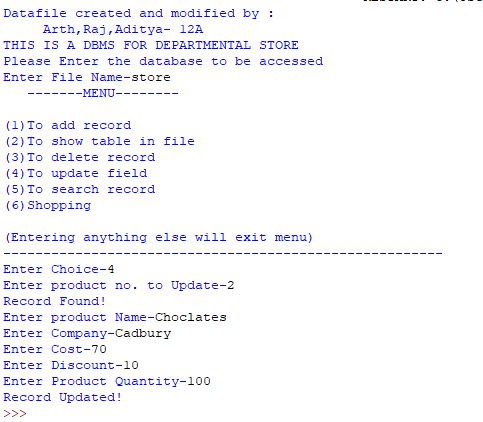 Datafile created and modified by :
Arth,Raj,Aditya- 12A
THIS IS A DBMS FOR DEPARTMENTAL STORE
Please Enter the database to be accessed
Enter File Name-store
-------MENU--------
(1)To add record
(2)To show table in file
(3)To delete record
(4)To update field
(5)To search record
(6)Shopping
(Entering anything else will exit menu)
-------------------------------------------------------
Enter Choice-4
Enter product no. to Update-2
Record Found!
Enter product Name-Choclates
Enter Company-Cadbury
Enter Cost-70
Enter Discount-10
Enter Product Quantity-100
Record Updated!
>>>